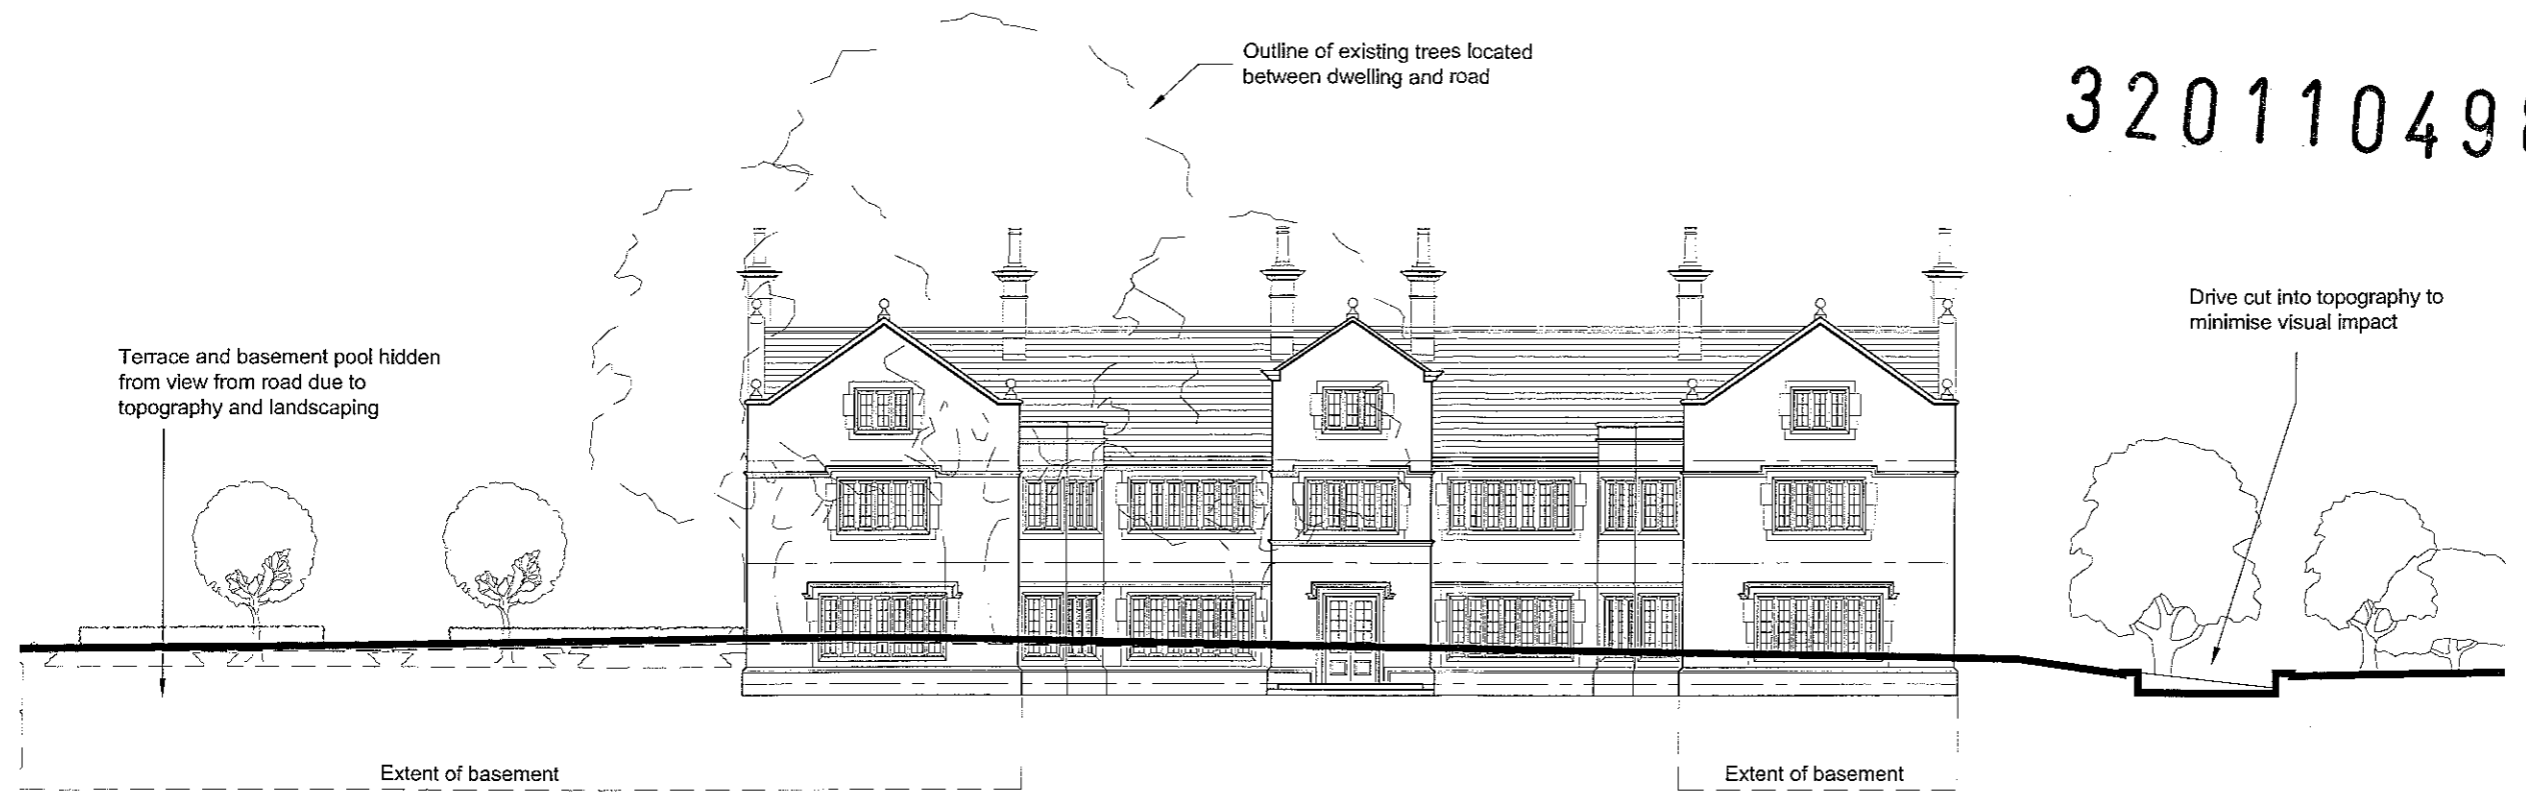 Outline of existing trees located
between dwelling and road
32011049
Drive cut into topography to
minimise visual impact
Terrace and basement pool hidden
from view from road due to
topography and landscaping
Extent of basement
Extent of basement